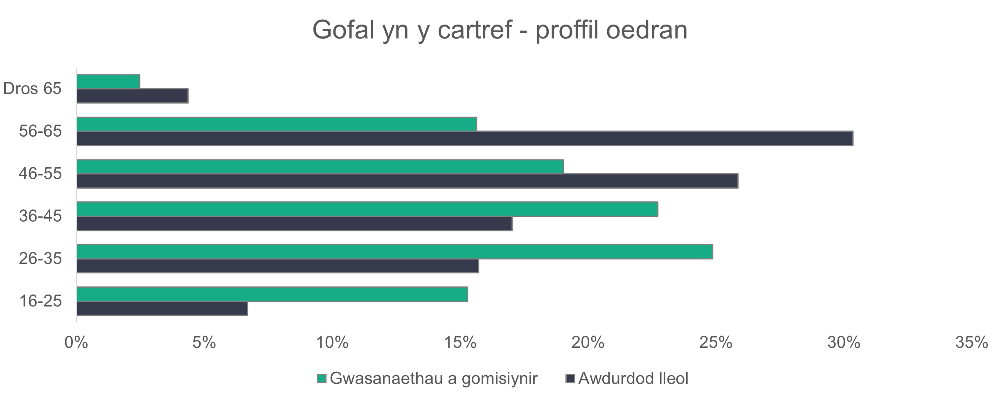 Gofal yn y cartref - proffil oedran
Dros 65
56-65
46-55
36-45
26-35
16-25
0% 5% 10% 15% 20% 25% 30% 35%
Gwasanaethau a gomisiynir Awdurdod lleol